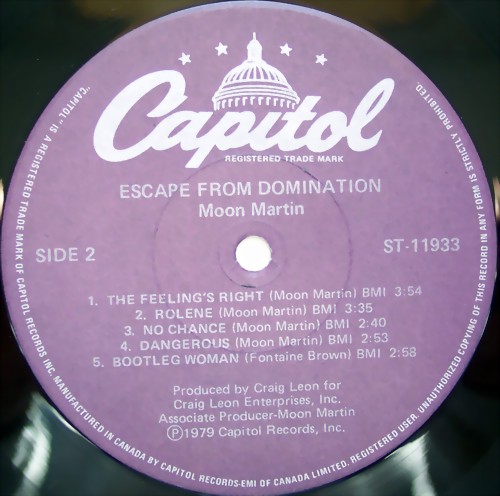 Capitol
REGISTERED TRADE MARK
ESCAPE FROM DOMINATION
Moon Martin
SIDE 2
ST-11933
1. THE FEELING'S RIGHT (Moon Martin) BMI 3:54
2. ROLENE (Moon Martin) BMI 3:35
3. NO CHANCE (Moon Martin) BMI 2:40
4. DANGEROUS (Moon Martin) BMI 2:53
5. BOOTLEG WOMAN (Fontaine Brown) BMI 2:58
Produced by Craig Leon for
Craig Leon Enterprises, Inc.
Associate Producer-Moon Martin
Ⓟ1979 Capitol Records, Inc.
"CAPITOL" IS A REGISTERED TRADE MARK OF CAPITOL RECORDS INC. MANUFACTURED IN CANADA BY CAPITOL RECORDS-EMI OF CANADA LIMITED. REGISTERED USER. UNAUTHORIZED COPYING OF THIS RECORD IN ANY FORM IS STRICTLY PROHIBITED.